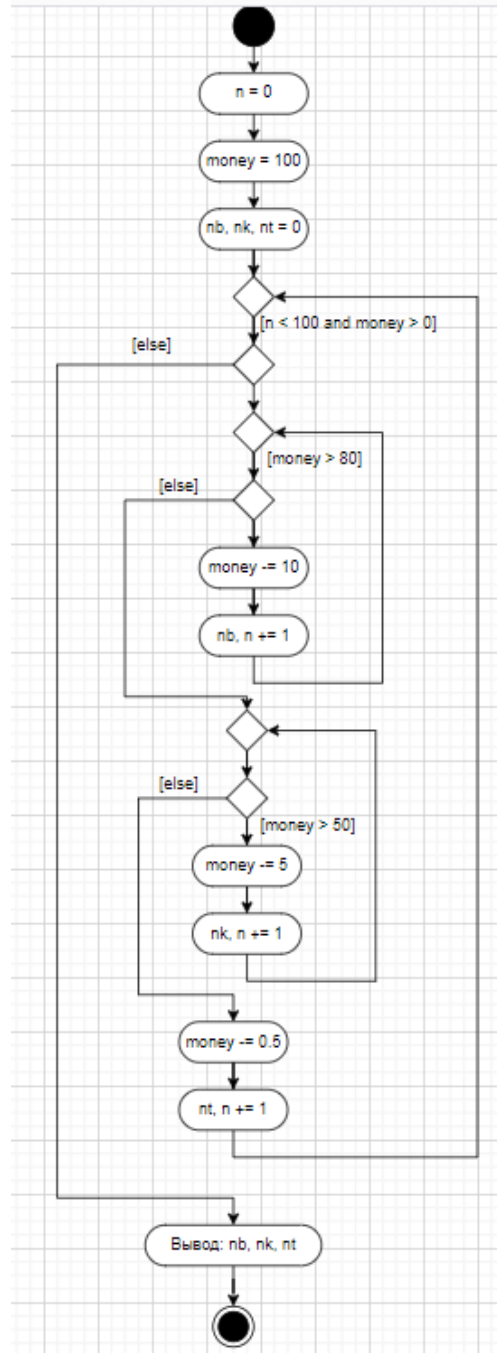 n = 0
money = 100
nb, nk, nt = 0
[n < 100 and money > 0]
[else]
[money > 80]
[else]
money -= 10
nb, n += 1
[else]
[money > 50]
money -= 5
nk, n += 1
money -= 0.5
nt, n += 1
Вывод: nb, nk, nt